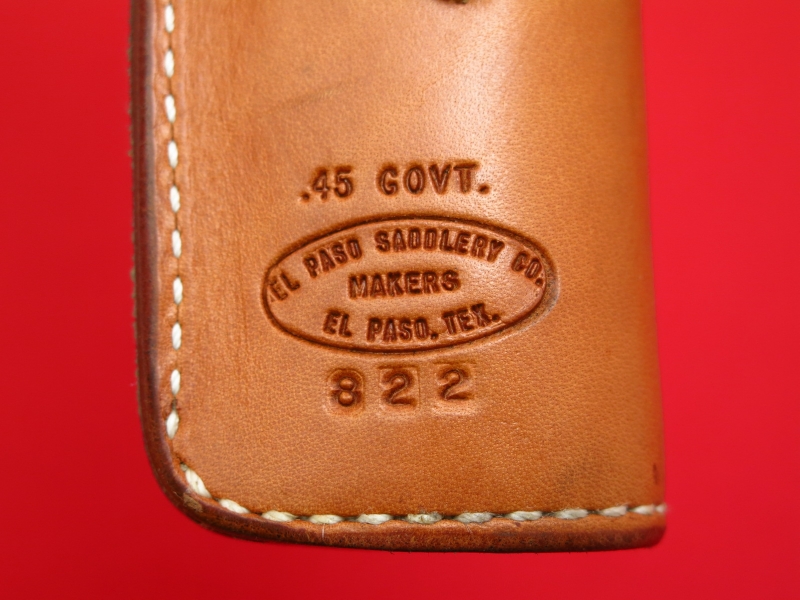 .45 GOVT.
EL PASO SADDLERY CO.
MAKERS
EL PASO, TEX.
822